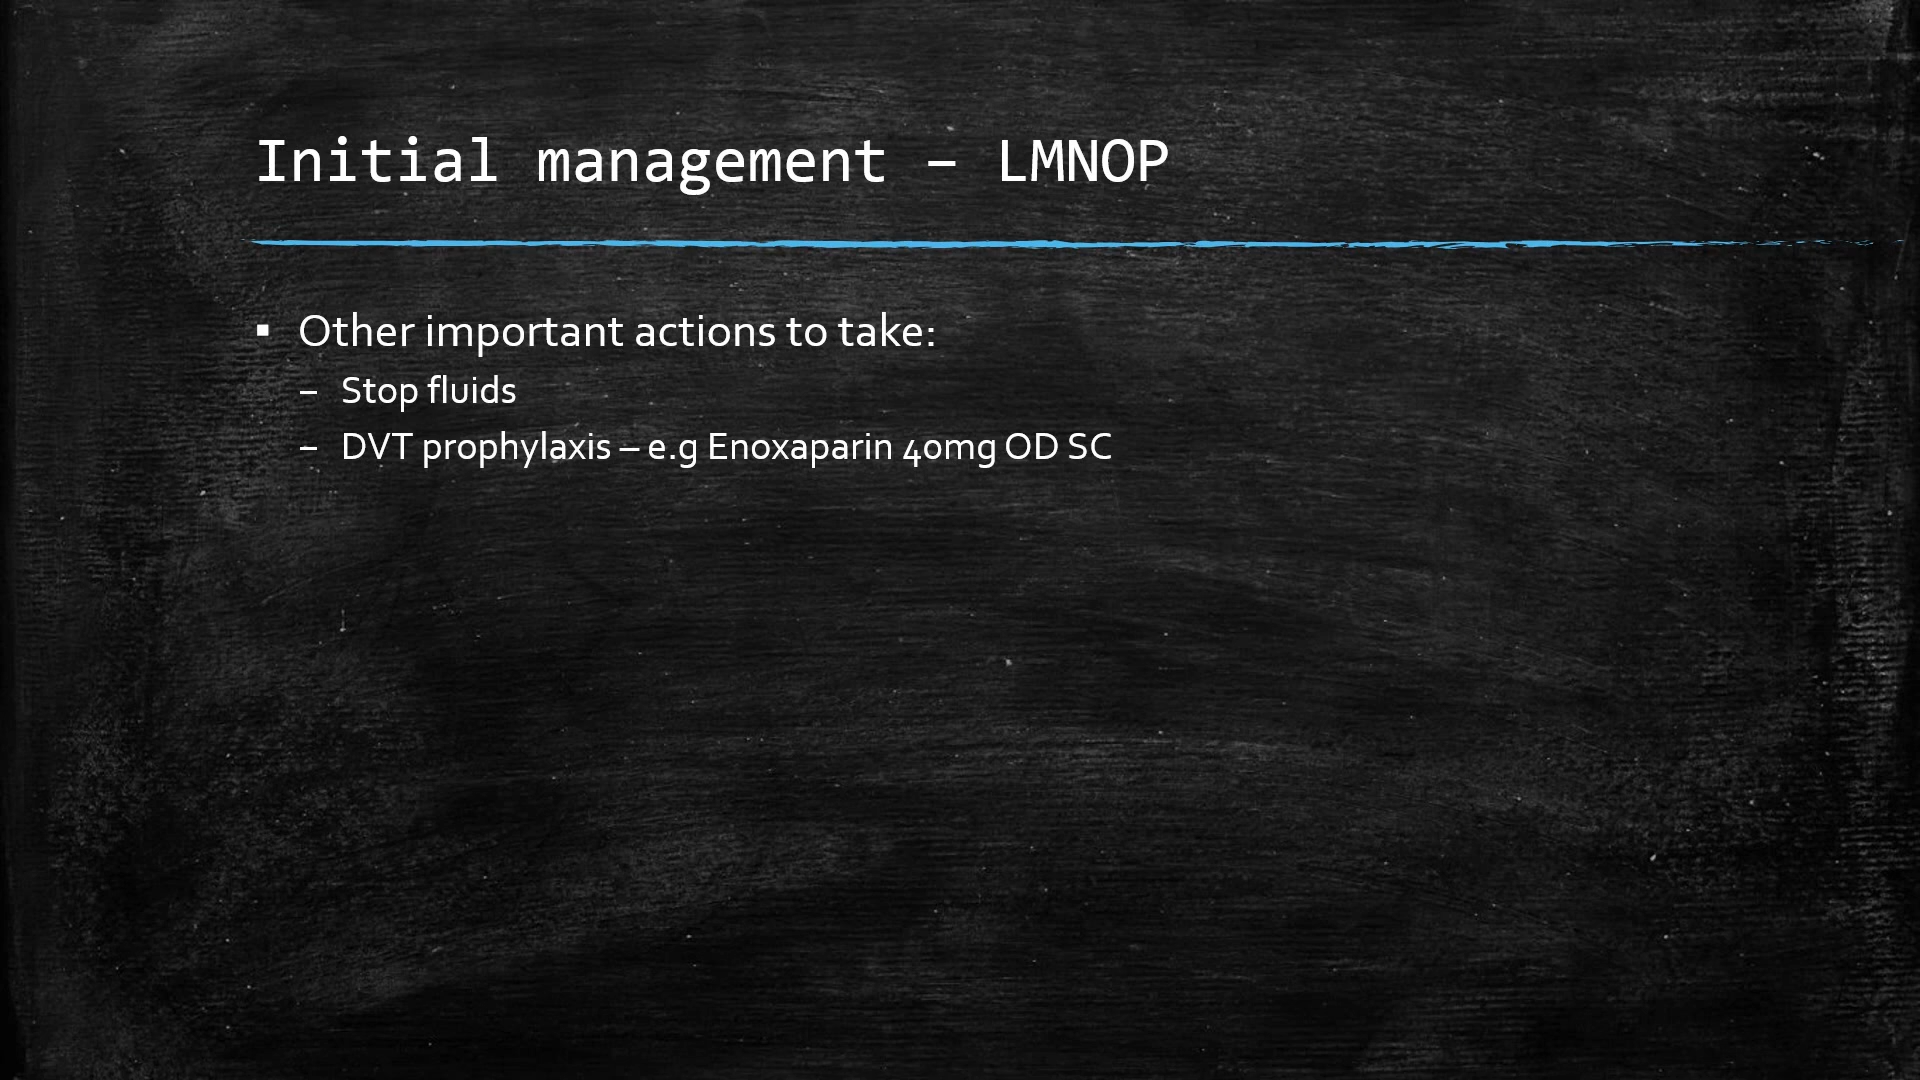 Initial management – LMNOP
▪ Other important actions to take:
– Stop fluids
– DVT prophylaxis – e.g Enoxaparin 40mg OD SC